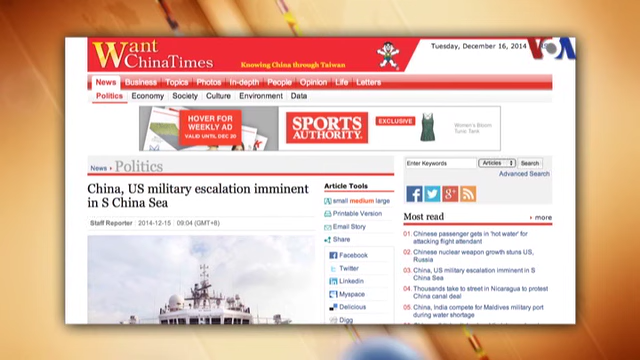 Want
ChinaTimes
Knowing China through Taiwan
Tuesday, December 16, 2014
VOA
News Business Topics Photos In-depth People Opinion Life Letters
Politics Economy Society Culture Environment Data
HOVER FOR
WEEKLY AD
VALID UNTIL DEC 20
SPORTS
AUTHORITY.
EXCLUSIVE
Women's Bloom
Tunic Tank
News › Politics
China, US military escalation imminent
in S China Sea
Staff Reporter 2014-12-15 09:04 (GMT+8)
Article Tools
small medium large
Printable Version
Email Story
Share
Facebook
Twitter
LinkedIn
Myspace
Delicious
Digg
Enter Keywords Articles Search
Advanced Search
Most read › more
01. Chinese passenger gets in 'hot water' for
attacking flight attendant
02. Chinese nuclear weapon growth stuns US,
Russia
03. China, US military escalation imminent in S
China Sea
04. Thousands take to street in Nicaragua to protest
China canal deal
05. China, India compete for Maldives military port
during water shortage